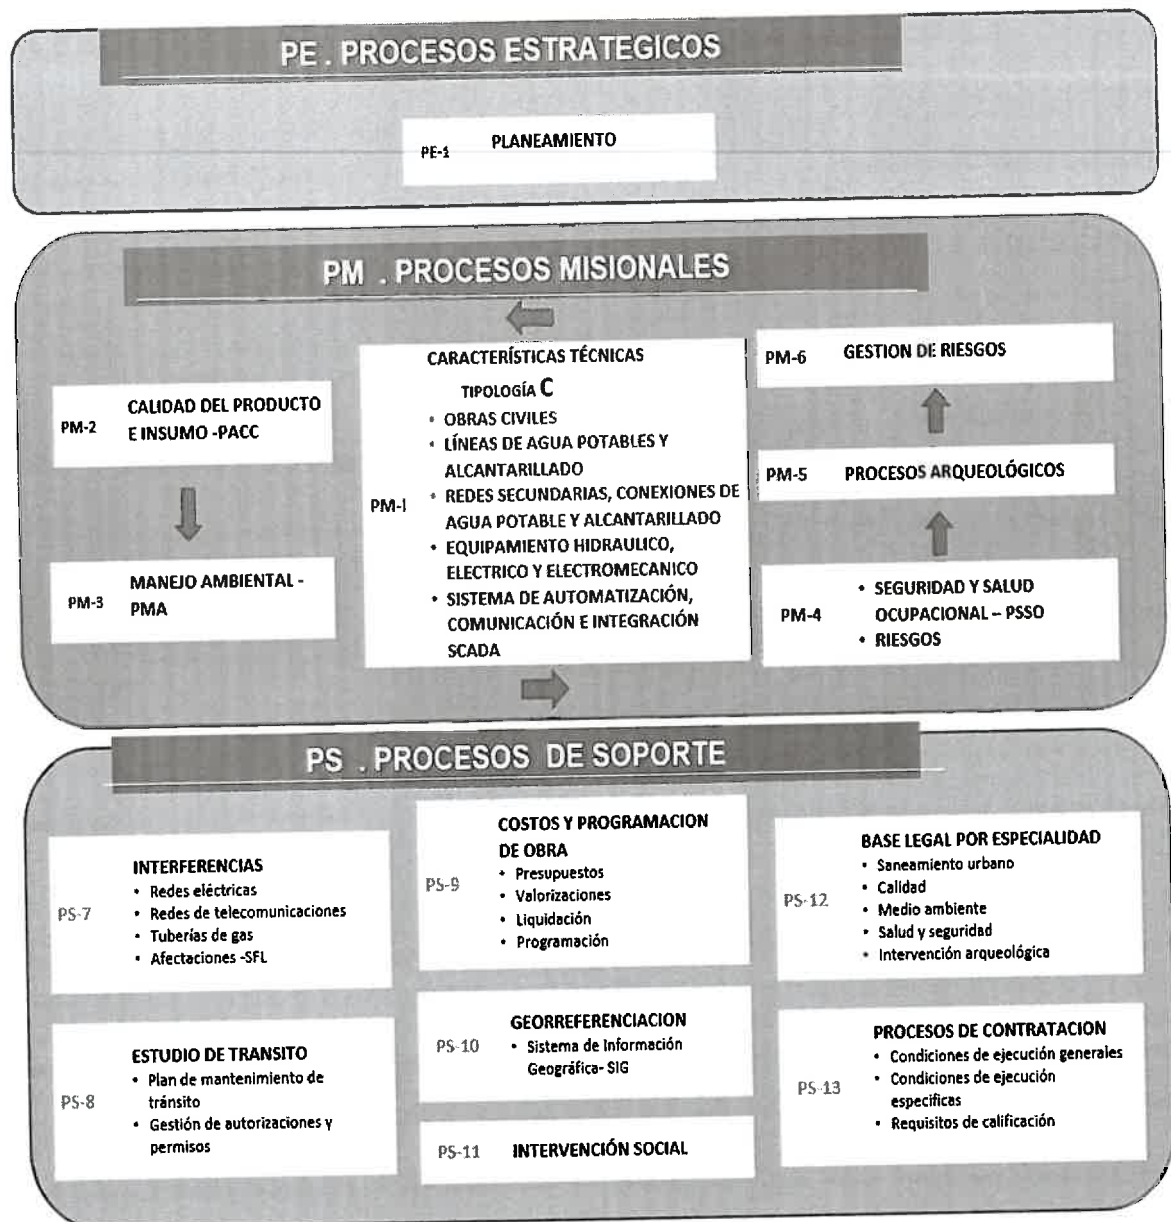 PE . PROCESOS ESTRATEGICOS
PE-1 PLANEAMIENTO
PM . PROCESOS MISIONALES
PM-2 CALIDAD DEL PRODUCTO
E INSUMO -PACC
PM-3 MANEJO AMBIENTAL -
PMA
PM-1
CARACTERÍSTICAS TÉCNICAS
TIPOLOGÍA C
• OBRAS CIVILES
• LÍNEAS DE AGUA POTABLES Y
ALCANTARILLADO
• REDES SECUNDARIAS, CONEXIONES DE
AGUA POTABLE Y ALCANTARILLADO
• EQUIPAMIENTO HIDRAULICO,
ELECTRICO Y ELECTROMECANICO
• SISTEMA DE AUTOMATIZACIÓN,
COMUNICACIÓN E INTEGRACIÓN
SCADA
PM-6 GESTION DE RIESGOS
PM-5 PROCESOS ARQUEOLÓGICOS
PM-4
• SEGURIDAD Y SALUD
OCUPACIONAL – PSSO
• RIESGOS
PS . PROCESOS DE SOPORTE
PS-7
INTERFERENCIAS
• Redes eléctricas
• Redes de telecomunicaciones
• Tuberías de gas
• Afectaciones -SFL
PS-8
ESTUDIO DE TRANSITO
• Plan de mantenimiento de
tránsito
• Gestión de autorizaciones y
permisos
PS-9
COSTOS Y PROGRAMACION
DE OBRA
• Presupuestos
• Valorizaciones
• Liquidación
• Programación
PS-10
GEORREFERENCIACION
• Sistema de Información
Geográfica- SIG
PS-11 INTERVENCIÓN SOCIAL
PS-12
BASE LEGAL POR ESPECIALIDAD
• Saneamiento urbano
• Calidad
• Medio ambiente
• Salud y seguridad
• Intervención arqueológica
PS-13
PROCESOS DE CONTRATACION
• Condiciones de ejecución generales
• Condiciones de ejecución
especificas
• Requisitos de calificación